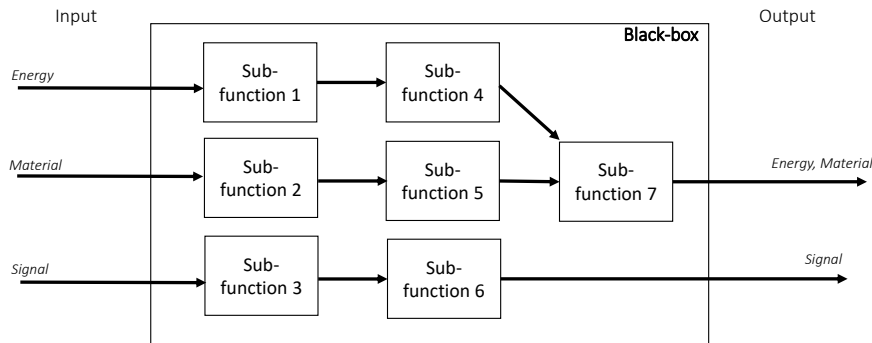 Input
Output
Black-box
Energy
Sub-
function 1
Sub-
function 4
Material
Sub-
function 2
Sub-
function 5
Sub-
function 7
Energy, Material
Signal
Sub-
function 3
Sub-
function 6
Signal